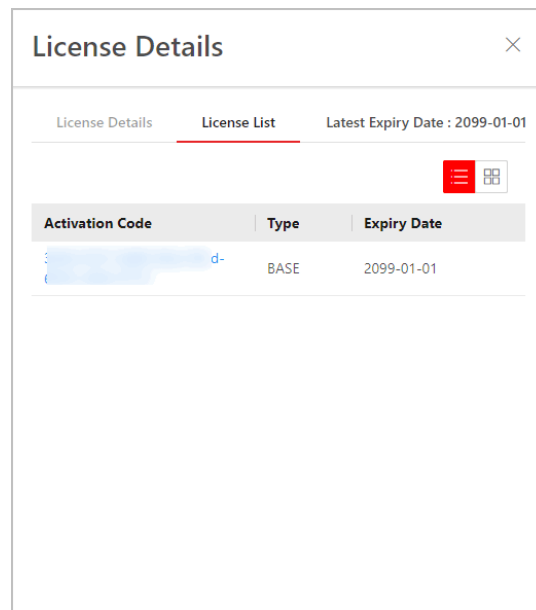 License Details
License Details License List Latest Expiry Date : 2099-01-01
Activation Code Type Expiry Date
BASE 2099-01-01